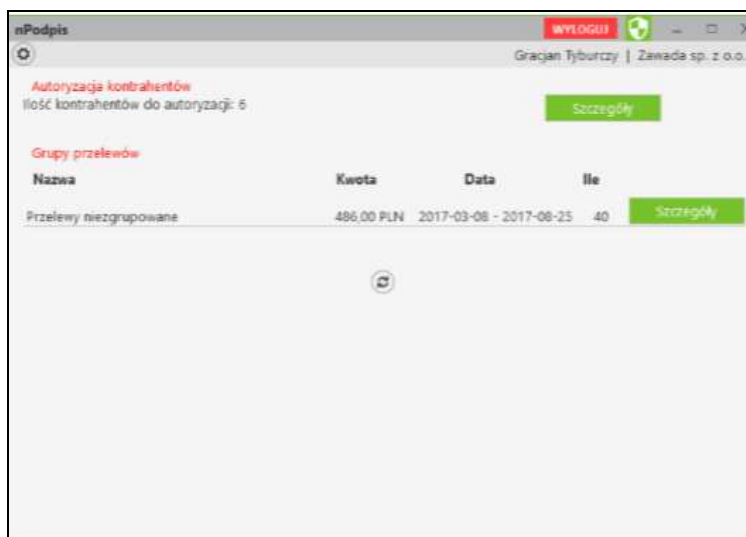 nPodpis WYLOGUJ
Gracjan Tyburczy | Zawada sp. z o.o.
Autoryzacja kontrahentów
Ilość kontrahentów do autoryzacji: 6 Szczegóły
Grupy przelewów
Nazwa Kwota Data Ile
Przelewy niezgrupowane 486,00 PLN 2017-03-08 - 2017-08-25 40 Szczegóły